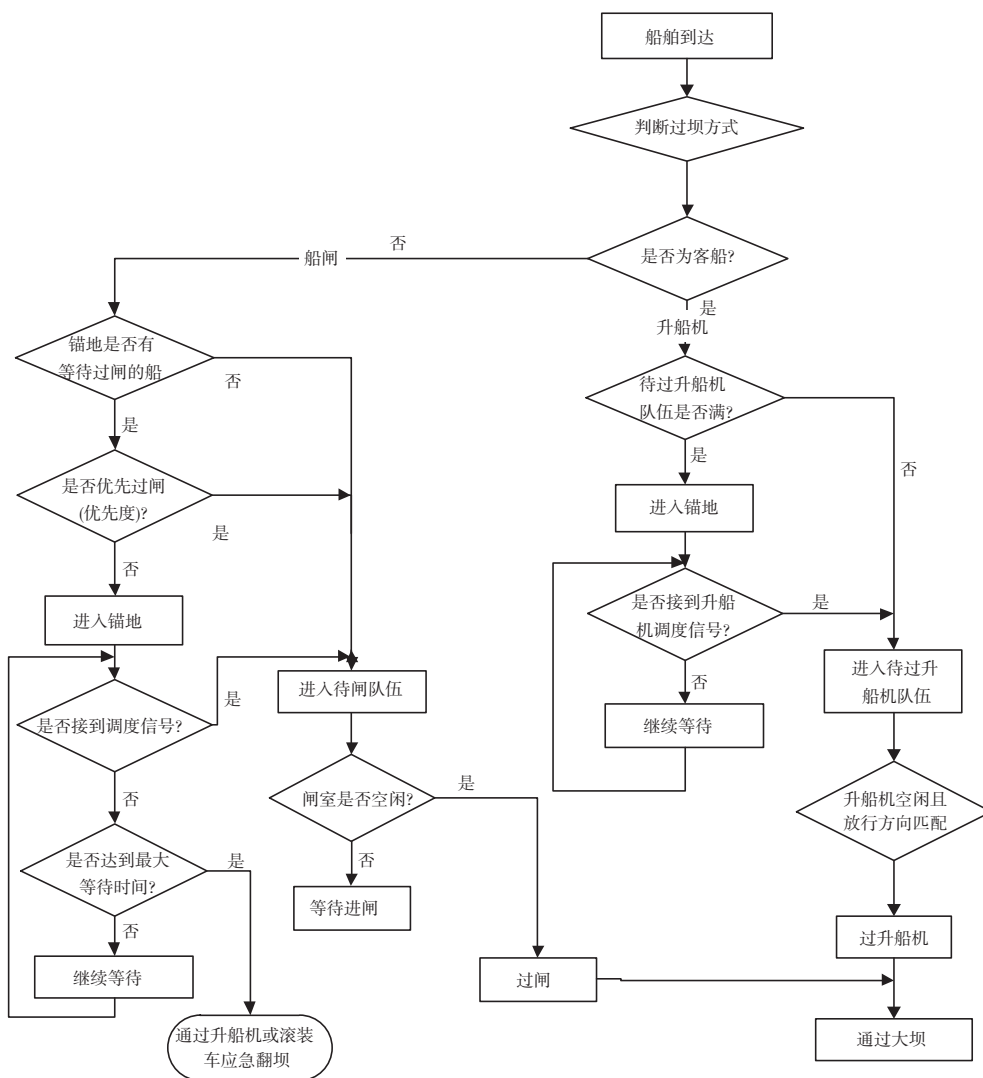 船舶到达
判断过坝方式
否
船闸
是否为客船?
是
升船机
锚地是否有
等待过闸的船
否
待过升船机
队伍是否满?
是
是
否
是否优先过闸
(优先度)?
进入锚地
是
否
是否接到升船
机调度信号?
是
进入锚地
进入待过升
船机队伍
进入待闸队伍
否
是
是否接到调度信号?
继续等待
是
闸室是否空闲?
升船机空闲且
放行方向匹配
否
是否达到最大
等待时间?
是
否
等待进闸
否
过升船机
继续等待
过闸
通过升船机或滚装
车应急翻坝
通过大坝